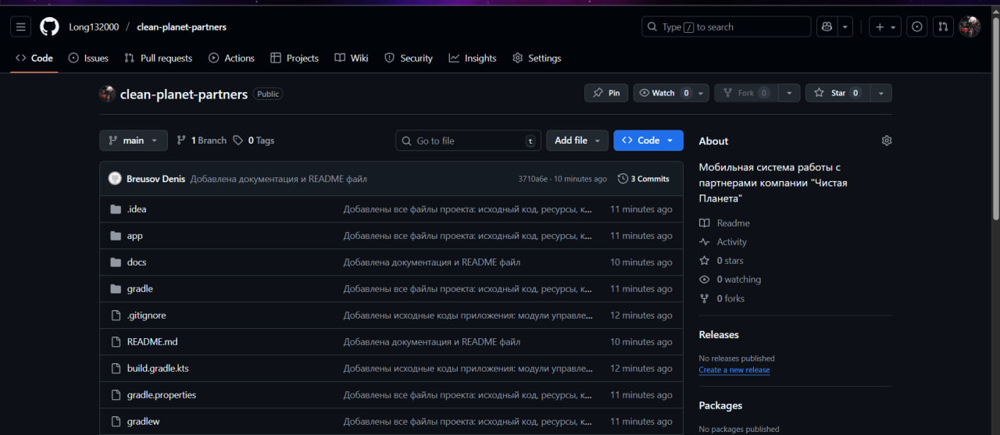 Long132000 / clean-planet-partners
Type / to search
Code Issues Pull requests Actions Projects Wiki Security Insights Settings
clean-planet-partners Public
Pin Watch 0 Fork 0 Star 0
main 1 Branch 0 Tags Go to file t Add file Code
Breusov Denis Добавлена документация и README файл 3710a6e · 10 minutes ago 3 Commits
.idea Добавлены все файлы проекта: исходный код, ресурсы, к... 11 minutes ago
app Добавлены все файлы проекта: исходный код, ресурсы, к... 11 minutes ago
docs Добавлена документация и README файл 10 minutes ago
gradle Добавлены все файлы проекта: исходный код, ресурсы, к... 11 minutes ago
.gitignore Добавлены исходные коды приложения: модули управле... 12 minutes ago
README.md Добавлена документация и README файл 10 minutes ago
build.gradle.kts Добавлены исходные коды приложения: модули управле... 12 minutes ago
gradle.properties Добавлены все файлы проекта: исходный код, ресурсы, к... 11 minutes ago
gradlew Добавлены все файлы проекта: исходный код, ресурсы, к... 11 minutes ago
About
Мобильная система работы с
партнерами компании "Чистая
Планета"
Readme
Activity
0 stars
0 watching
0 forks
Releases
No releases published
Create a new release
Packages
No packages published